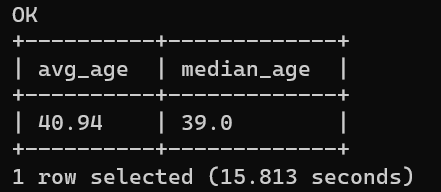 OK
+----------+-------------+
| avg_age  | median_age  |
+----------+-------------+
| 40.94    | 39.0        |
+----------+-------------+
1 row selected (15.813 seconds)